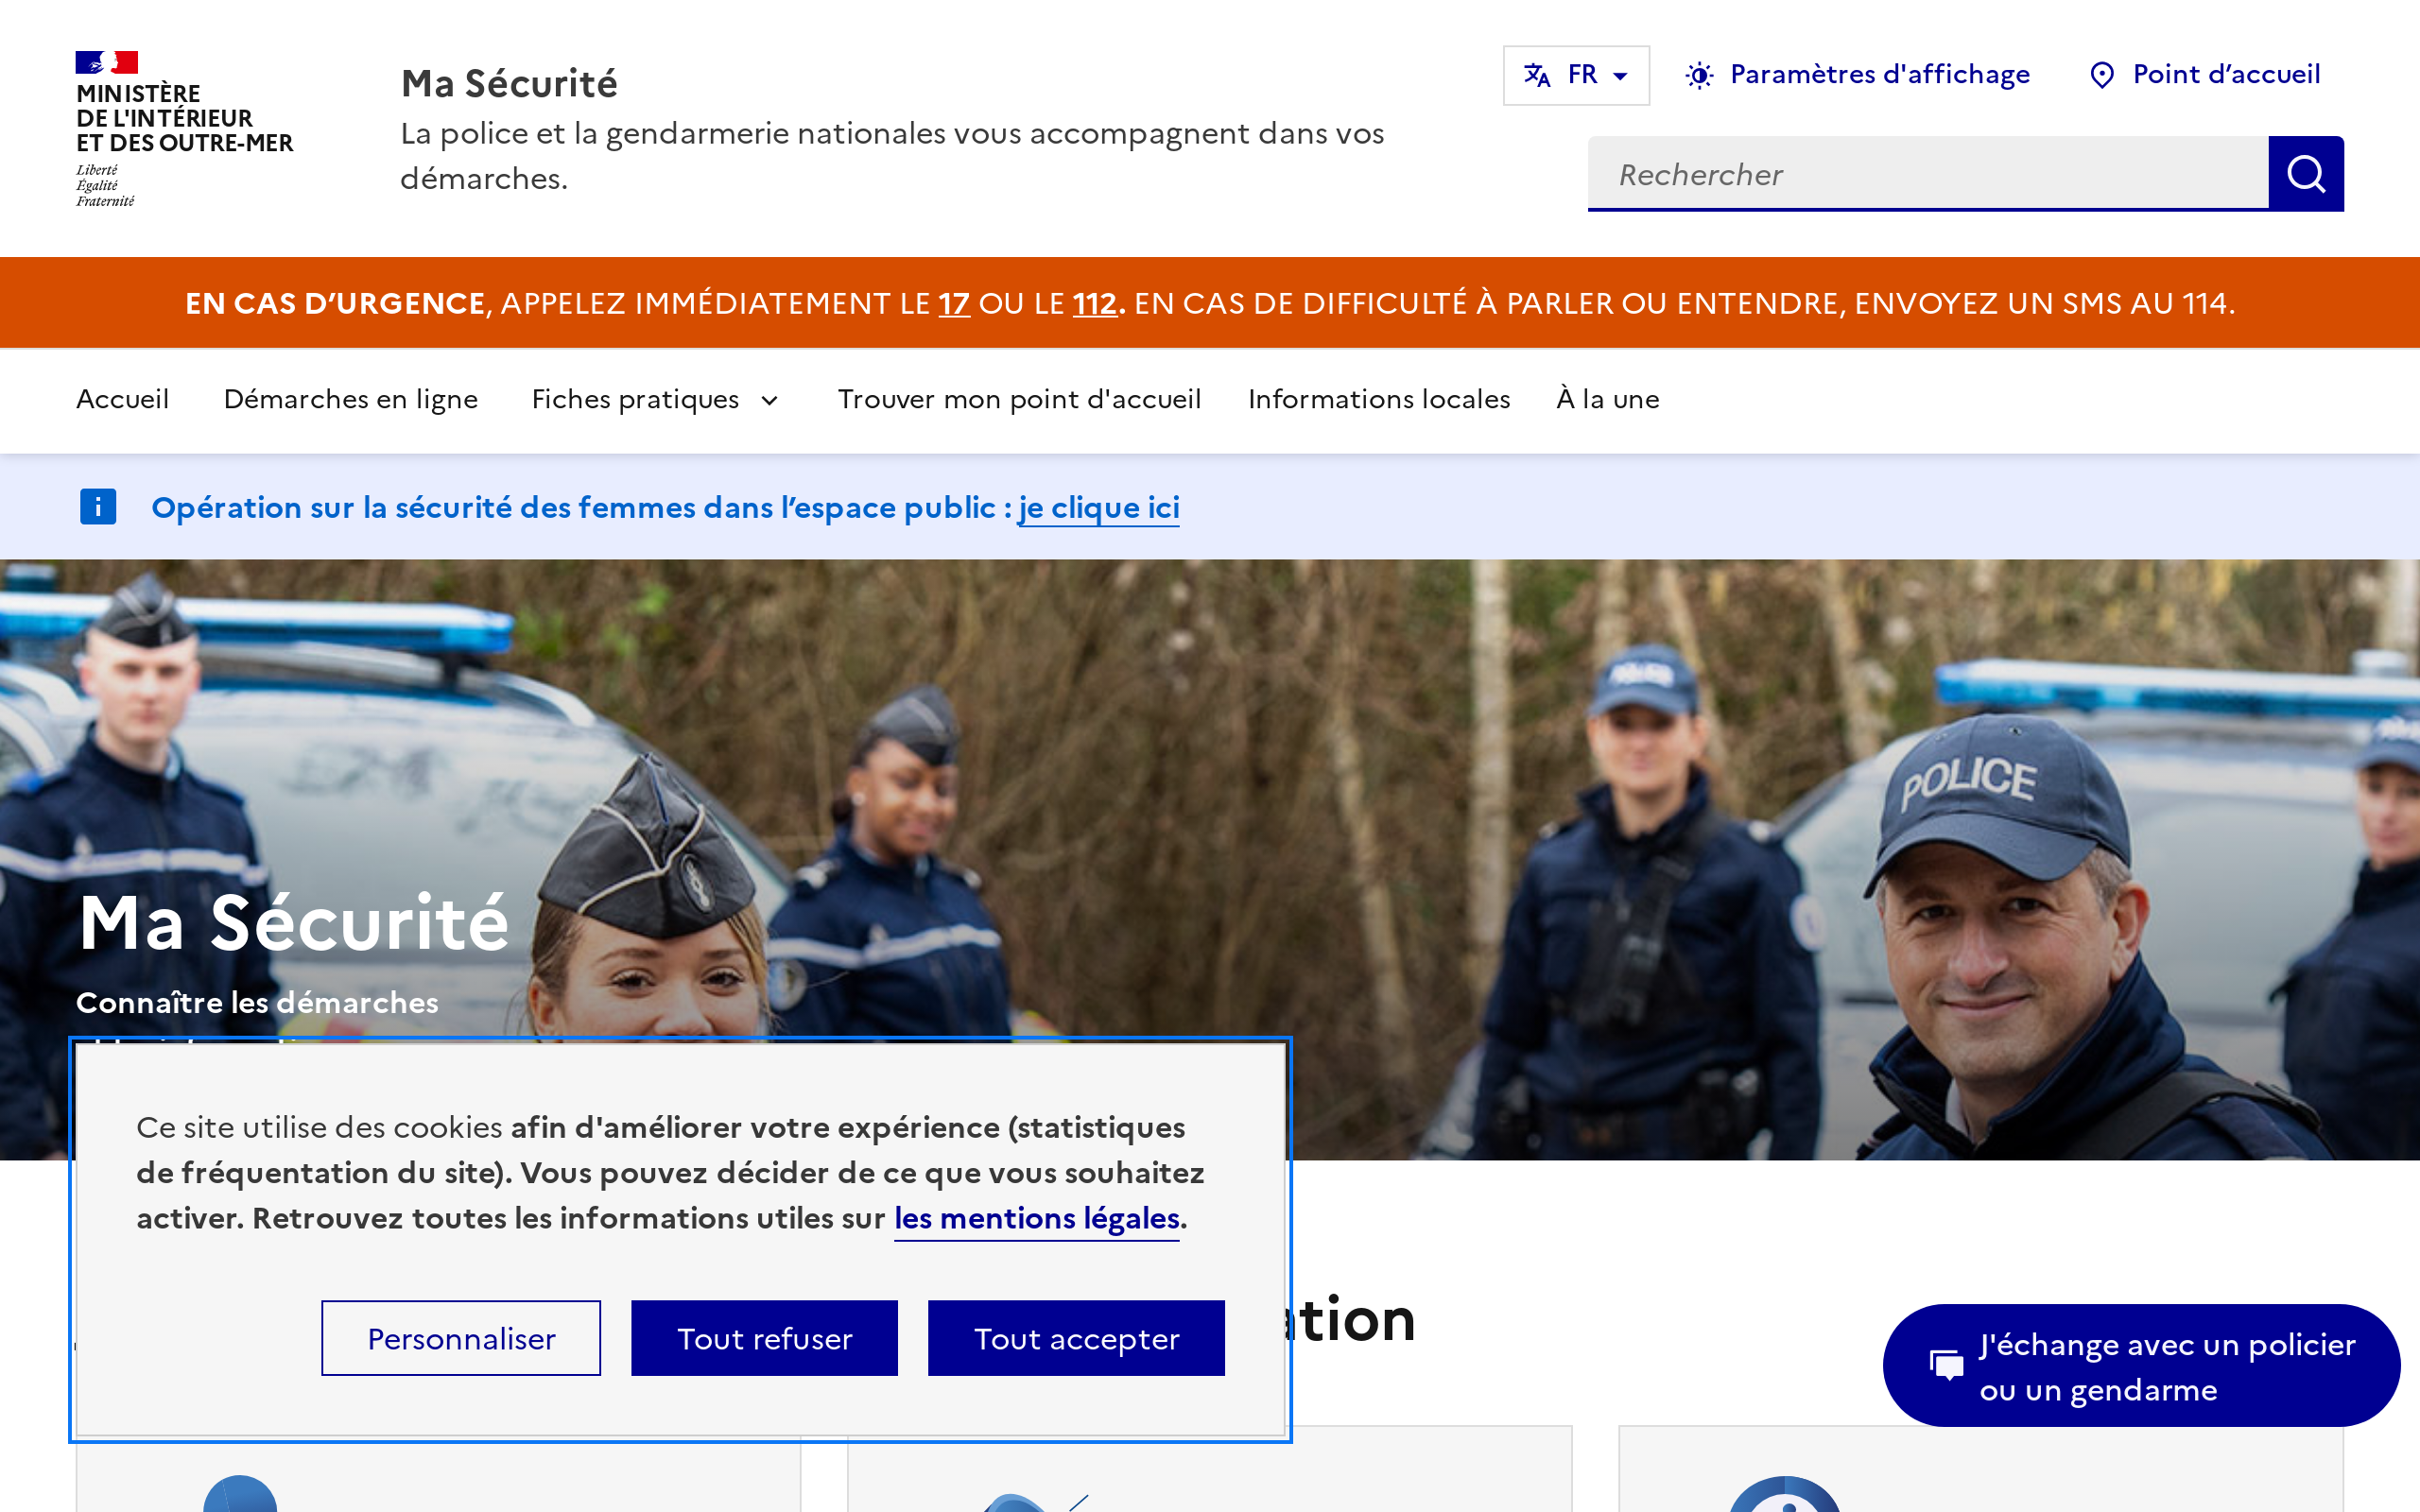 MINISTÈRE
DE L'INTÉRIEUR
ET DES OUTRE-MER
Liberté
Égalité
Fraternité
Ma Sécurité
La police et la gendarmerie nationales vous accompagnent dans vos
démarches.
FR
Paramètres d'affichage
Point d’accueil
Rechercher
EN CAS D’URGENCE, APPELEZ IMMÉDIATEMENT LE 17 OU LE 112. EN CAS DE DIFFICULTÉ À PARLER OU ENTENDRE, ENVOYEZ UN SMS AU 114.
Accueil
Démarches en ligne
Fiches pratiques
Trouver mon point d'accueil
Informations locales
À la une
Opération sur la sécurité des femmes dans l’espace public : je clique ici
POLICE
Ma Sécurité
Connaître les démarches
Ce site utilise des cookies afin d'améliorer votre expérience (statistiques
de fréquentation du site). Vous pouvez décider de ce que vous souhaitez
activer. Retrouvez toutes les informations utiles sur les mentions légales.
Personnaliser
Tout refuser
Tout accepter
J'échange avec un policier
ou un gendarme